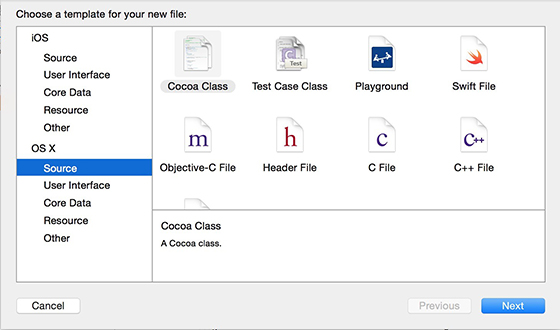 Choose a template for your new file:
iOS
Source
User Interface
Core Data
Resource
Other
OS X
Source
User Interface
Core Data
Resource
Other
Cocoa Class
Test
Test Case Class
Playground
Swift File
m
h
c
C++
Objective-C File
Header File
C File
C++ File
Cocoa Class
A Cocoa class.
Cancel
Previous
Next